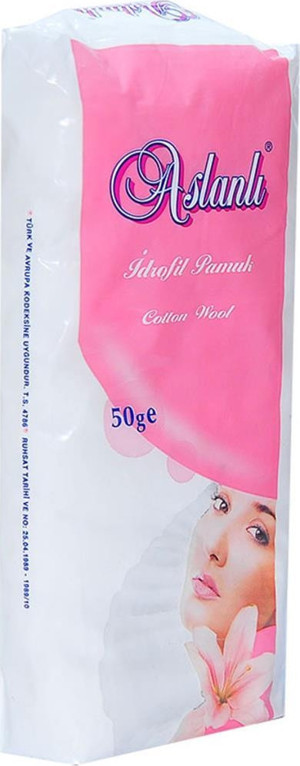 Aslanlı®
İdrofil Pamuk
Cotton Wool
50ge
* TÜRK VE AVRUPA KODEKSİNE UYGUNDUR. T.S. 4786 * RUHSAT TARİHİ VE NO: 25.04.1989 - 1989/10